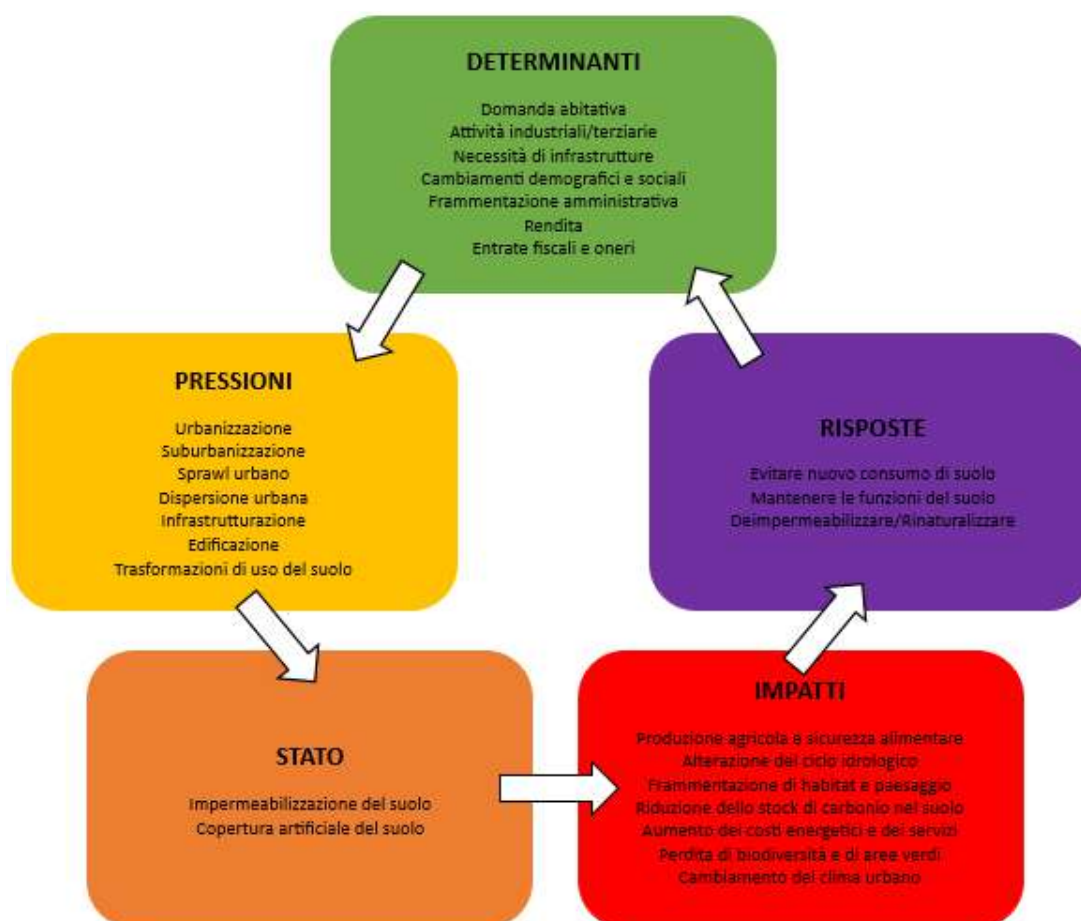 DETERMINANTI
Domanda abitativa
Attività industriali/terziarie
Necessità di infrastrutture
Cambiamenti demografici e sociali
Frammentazione amministrativa
Rendita
Entrate fiscali e oneri
PRESSIONI
Urbanizzazione
Suburbanizzazione
Sprawl urbano
Dispersione urbana
Infrastrutturazione
Edificazione
Trasformazioni di uso del suolo
STATO
Impermeabilizzazione del suolo
Copertura artificiale del suolo
IMPATTI
Produzione agricola e sicurezza alimentare
Alterazione del ciclo idrologico
Frammentazione di habitat e paesaggio
Riduzione dello stock di carbonio nel suolo
Aumento dei costi energetici e dei servizi
Perdita di biodiversità e di aree verdi
Cambiamento del clima urbano
RISPOSTE
Evitare nuovo consumo di suolo
Mantenere le funzioni del suolo
Deimpermeabilizzare/Rinaturalizzare